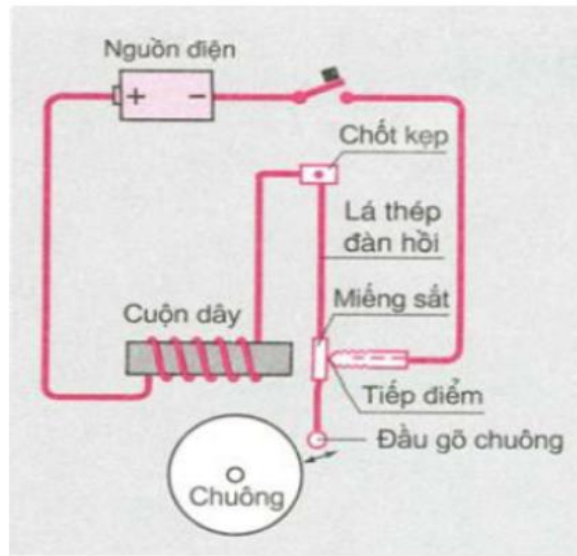 Nguồn điện
+ −
Chốt kẹp
Lá thép
đàn hồi
Miếng sắt
Cuộn dây
Tiếp điểm
Đầu gõ chuông
Chuông